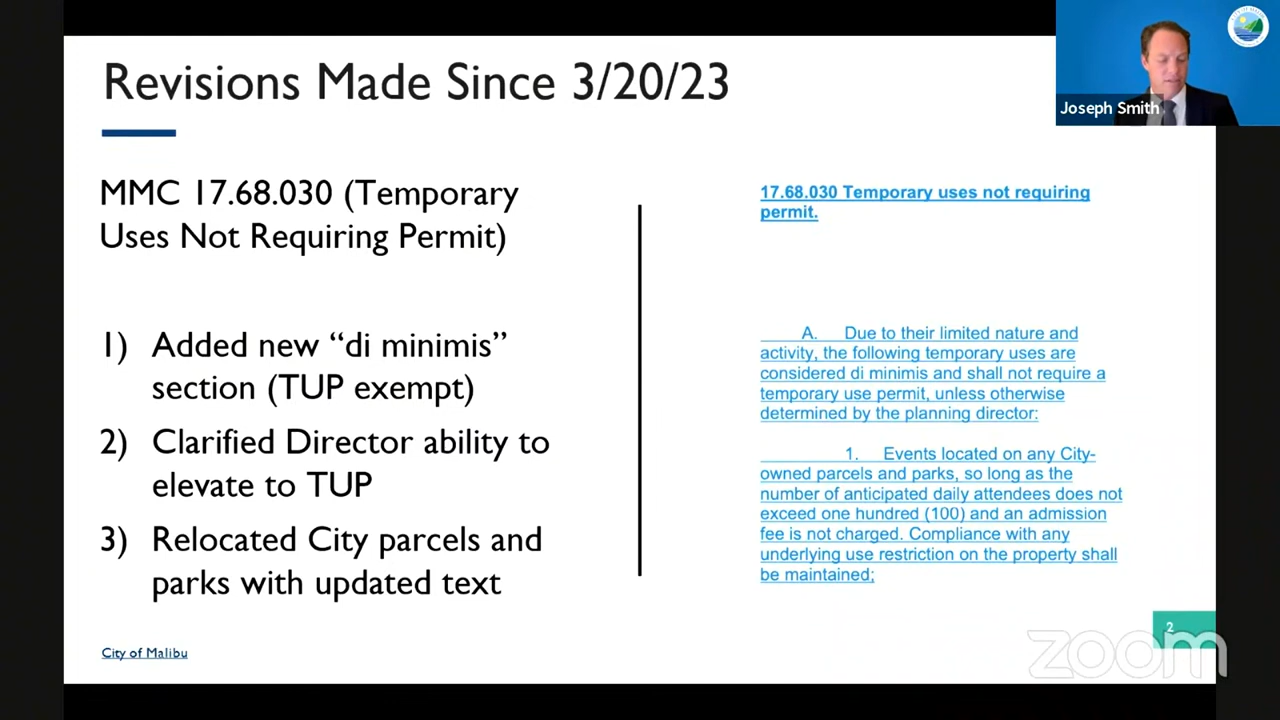 Revisions Made Since 3/20/23
Joseph Smith
MMC 17.68.030 (Temporary
Uses Not Requiring Permit)
1) Added new “di minimis”
section (TUP exempt)
2) Clarified Director ability to
elevate to TUP
3) Relocated City parcels and
parks with updated text
17.68.030 Temporary uses not requiring
permit.
A. Due to their limited nature and
activity, the following temporary uses are
considered di minimis and shall not require a
temporary use permit, unless otherwise
determined by the planning director:
1. Events located on any City-
owned parcels and parks, so long as the
number of anticipated daily attendees does not
exceed one hundred (100) and an admission
fee is not charged. Compliance with any
underlying use restriction on the property shall
be maintained;
City of Malibu
2
zoom